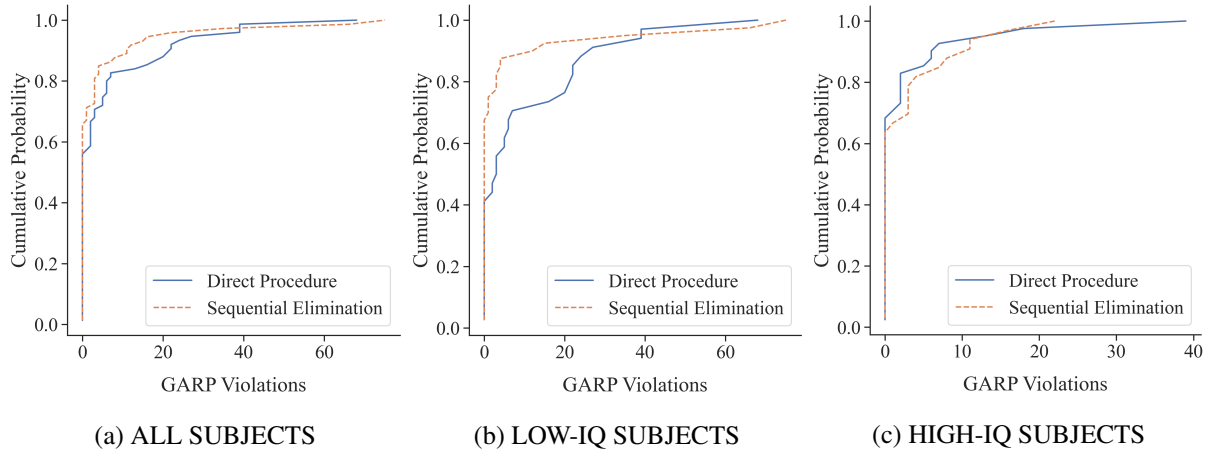 1.0
0.8
0.6
0.4
0.2
0.0
Cumulative Probability
Direct Procedure
Sequential Elimination
0 20 40 60
GARP Violations
(a) ALL SUBJECTS
1.0
0.8
0.6
0.4
0.2
0.0
Cumulative Probability
Direct Procedure
Sequential Elimination
0 20 40 60
GARP Violations
(b) LOW-IQ SUBJECTS
1.0
0.8
0.6
0.4
0.2
0.0
Cumulative Probability
Direct Procedure
Sequential Elimination
0 10 20 30 40
GARP Violations
(c) HIGH-IQ SUBJECTS